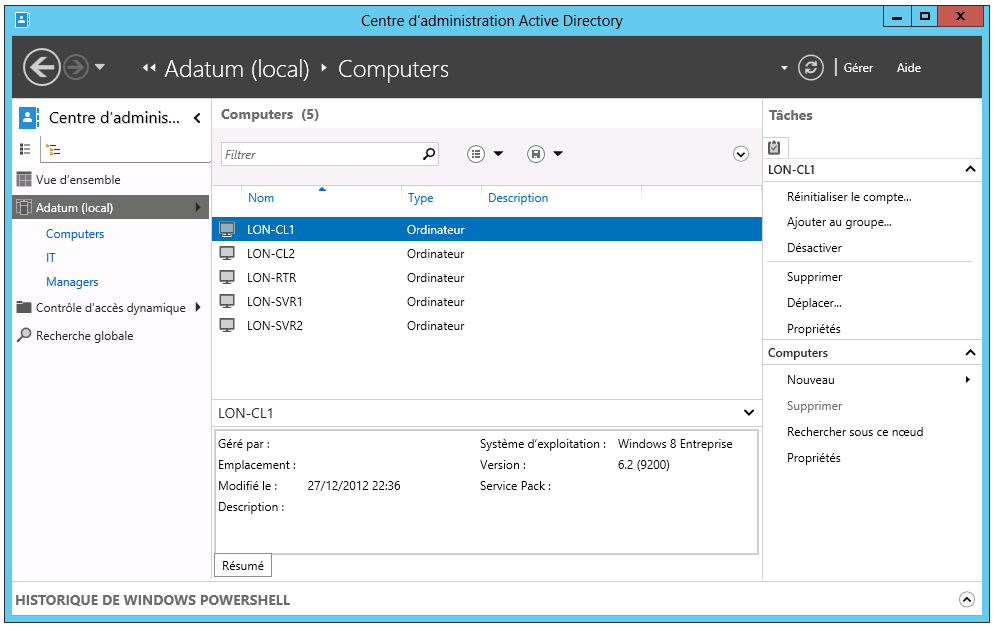 Centre d'administration Active Directory
Adatum (local) Computers
Gérer Aide
Centre d'adminis...
Vue d'ensemble
Adatum (local)
Computers
IT
Managers
Contrôle d'accès dynamique
Recherche globale
Computers (5)
Filtrer
Nom Type Description
LON-CL1 Ordinateur
LON-CL2 Ordinateur
LON-RTR Ordinateur
LON-SVR1 Ordinateur
LON-SVR2 Ordinateur
LON-CL1
Géré par : Système d'exploitation : Windows 8 Entreprise
Emplacement : Version : 6.2 (9200)
Modifié le : 27/12/2012 22:36 Service Pack :
Description :
Résumé
Tâches
LON-CL1
Réinitialiser le compte...
Ajouter au groupe...
Désactiver
Supprimer
Déplacer...
Propriétés
Computers
Nouveau
Supprimer
Rechercher sous ce nœud
Propriétés
HISTORIQUE DE WINDOWS POWERSHELL